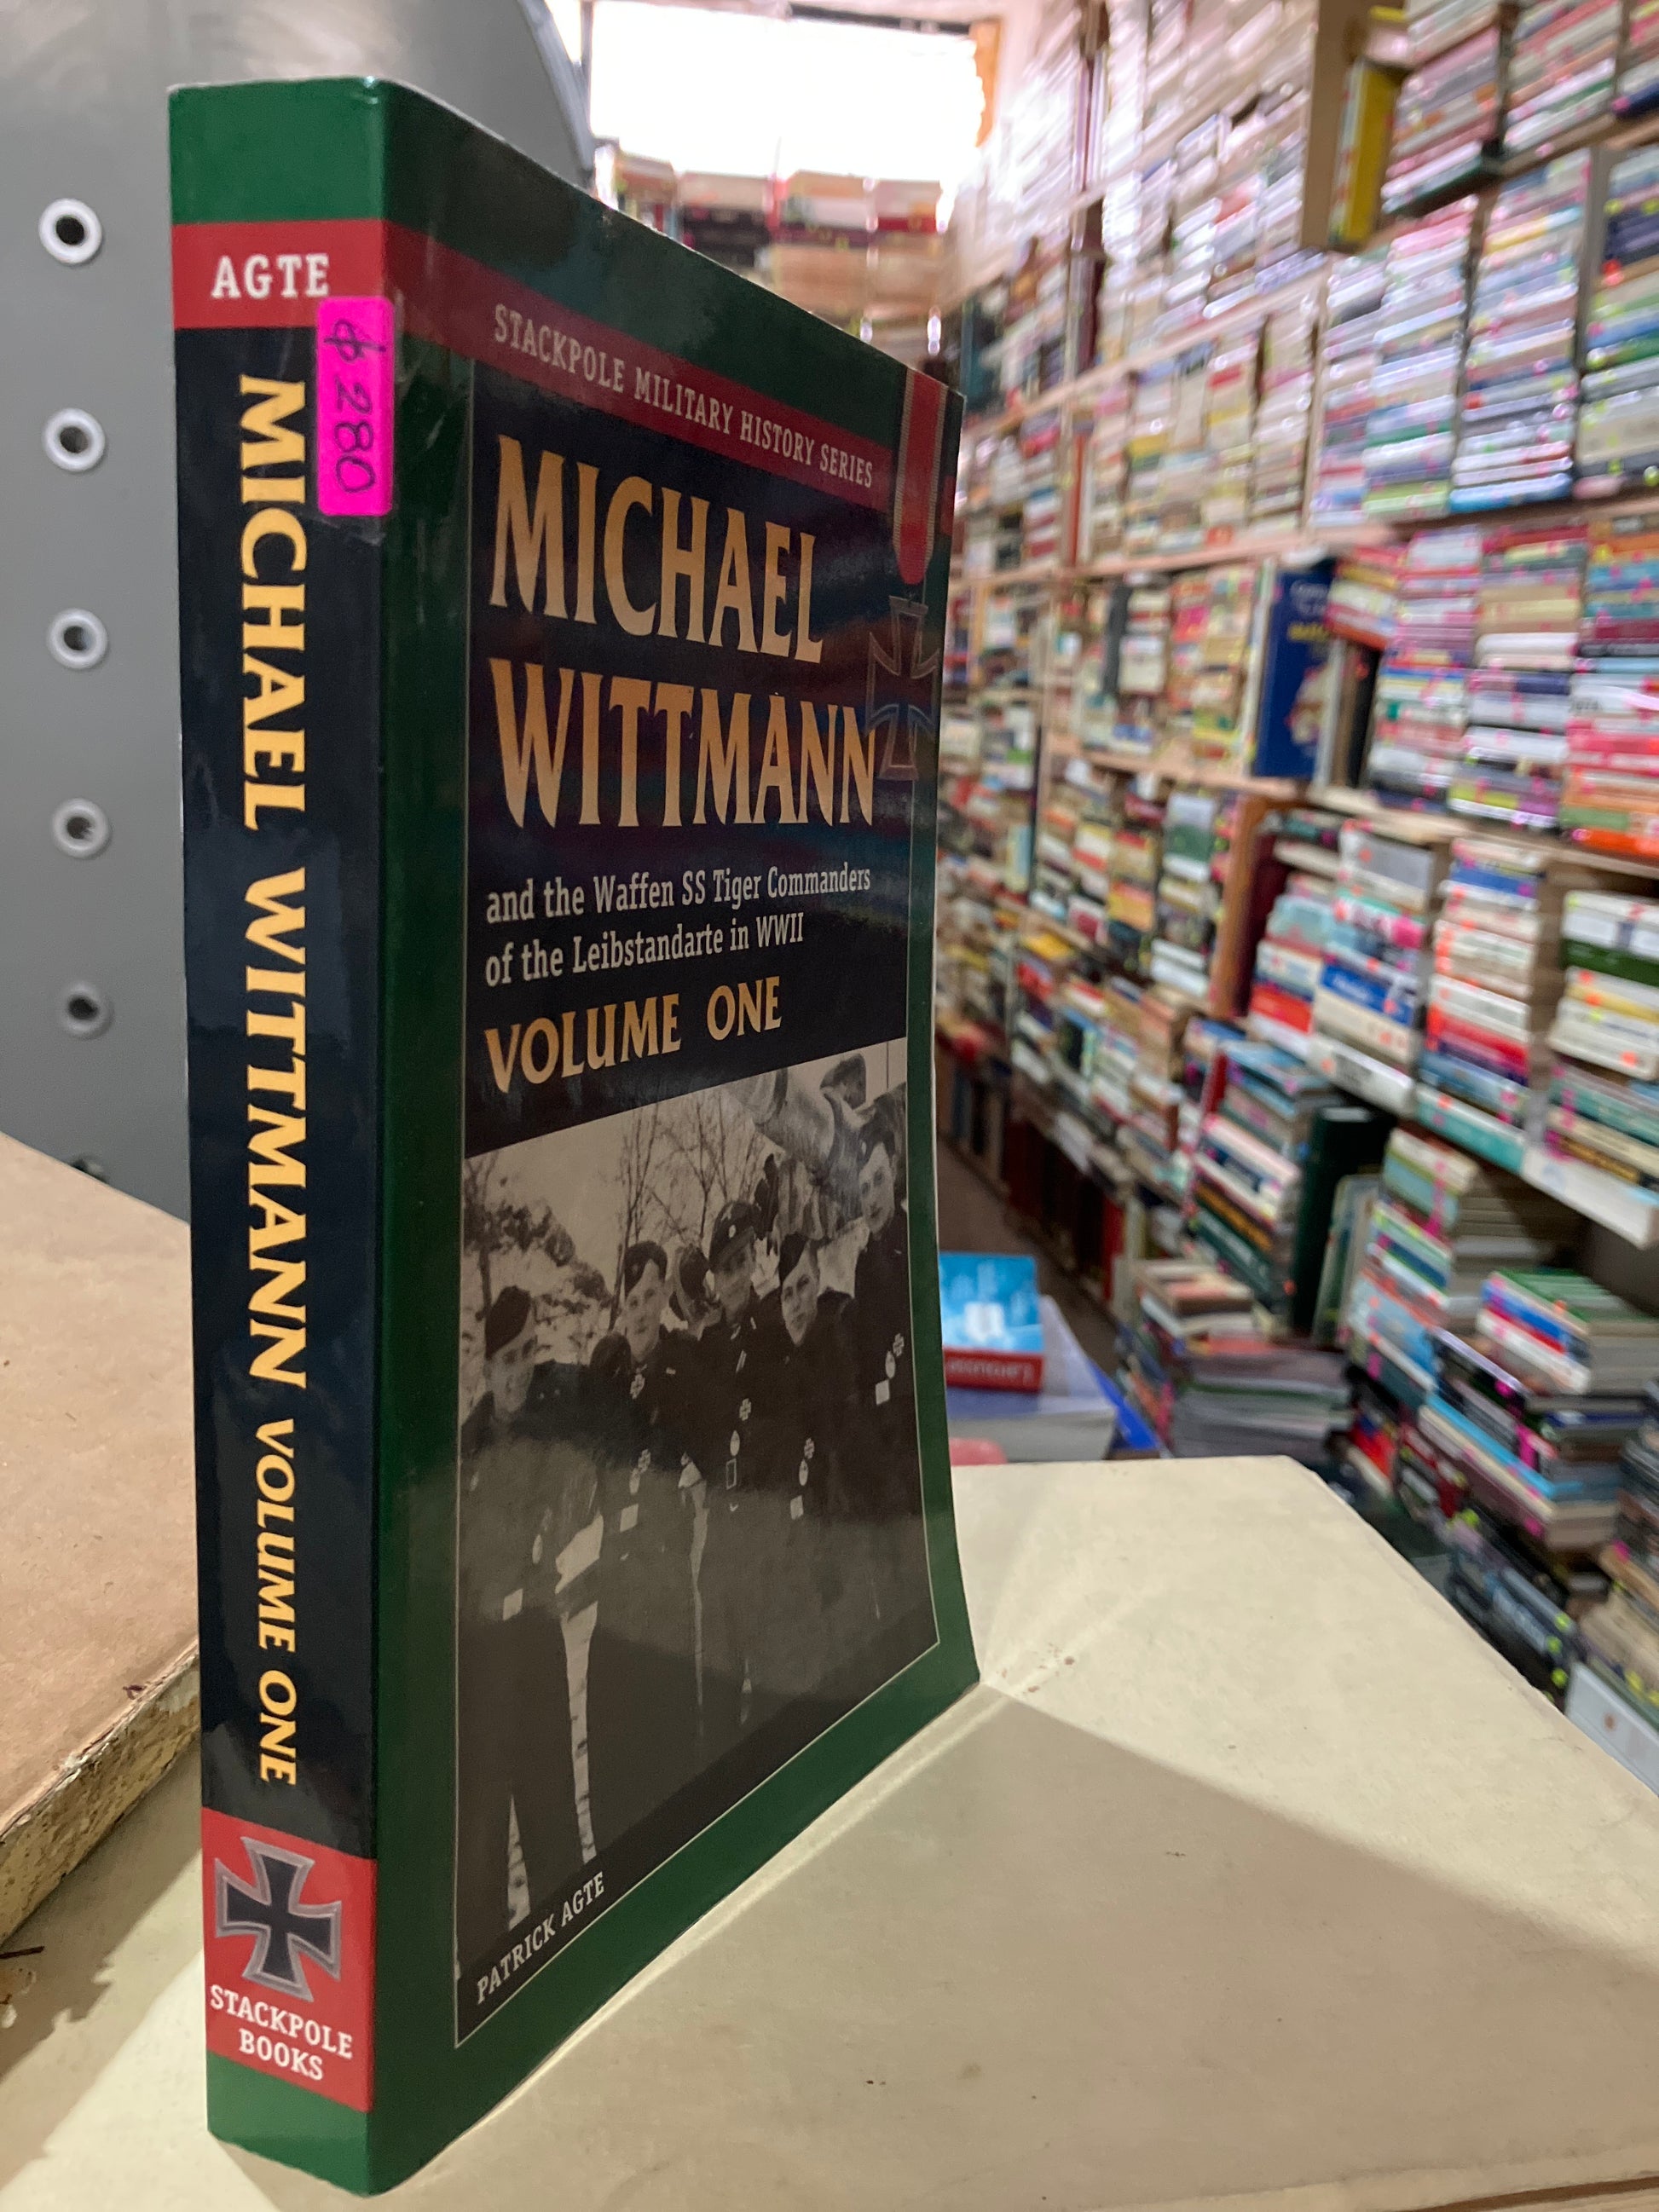 AGTE
$ 280
MICHAEL WITTMANN VOLUME ONE
STACKPOLE
BOOKS
STACKPOLE MILITARY HISTORY SERIES
MICHAEL
WITTMANN
and the Waffen SS Tiger Commanders
of the Leibstandarte in WWII
VOLUME ONE
PATRICK AGTE